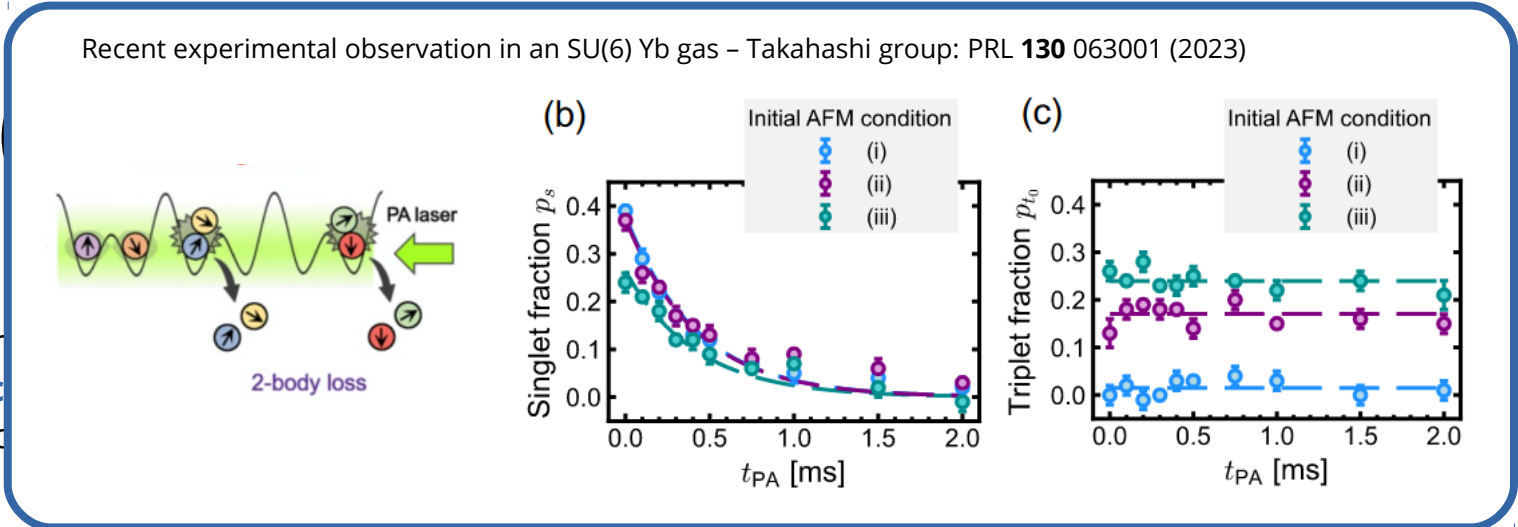 Recent experimental observation in an SU(6) Yb gas – Takahashi group: PRL 130 063001 (2023)
PA laser
2-body loss
(b)
Initial AFM condition
(i)
(ii)
(iii)
Singlet fraction pₛ
0.4
0.3
0.2
0.1
0.0
0.0 0.5 1.0 1.5 2.0
t_PA [ms]
(c)
Initial AFM condition
(i)
(ii)
(iii)
Triplet fraction p_t₀
0.4
0.3
0.2
0.1
0.0
0.0 0.5 1.0 1.5 2.0
t_PA [ms]